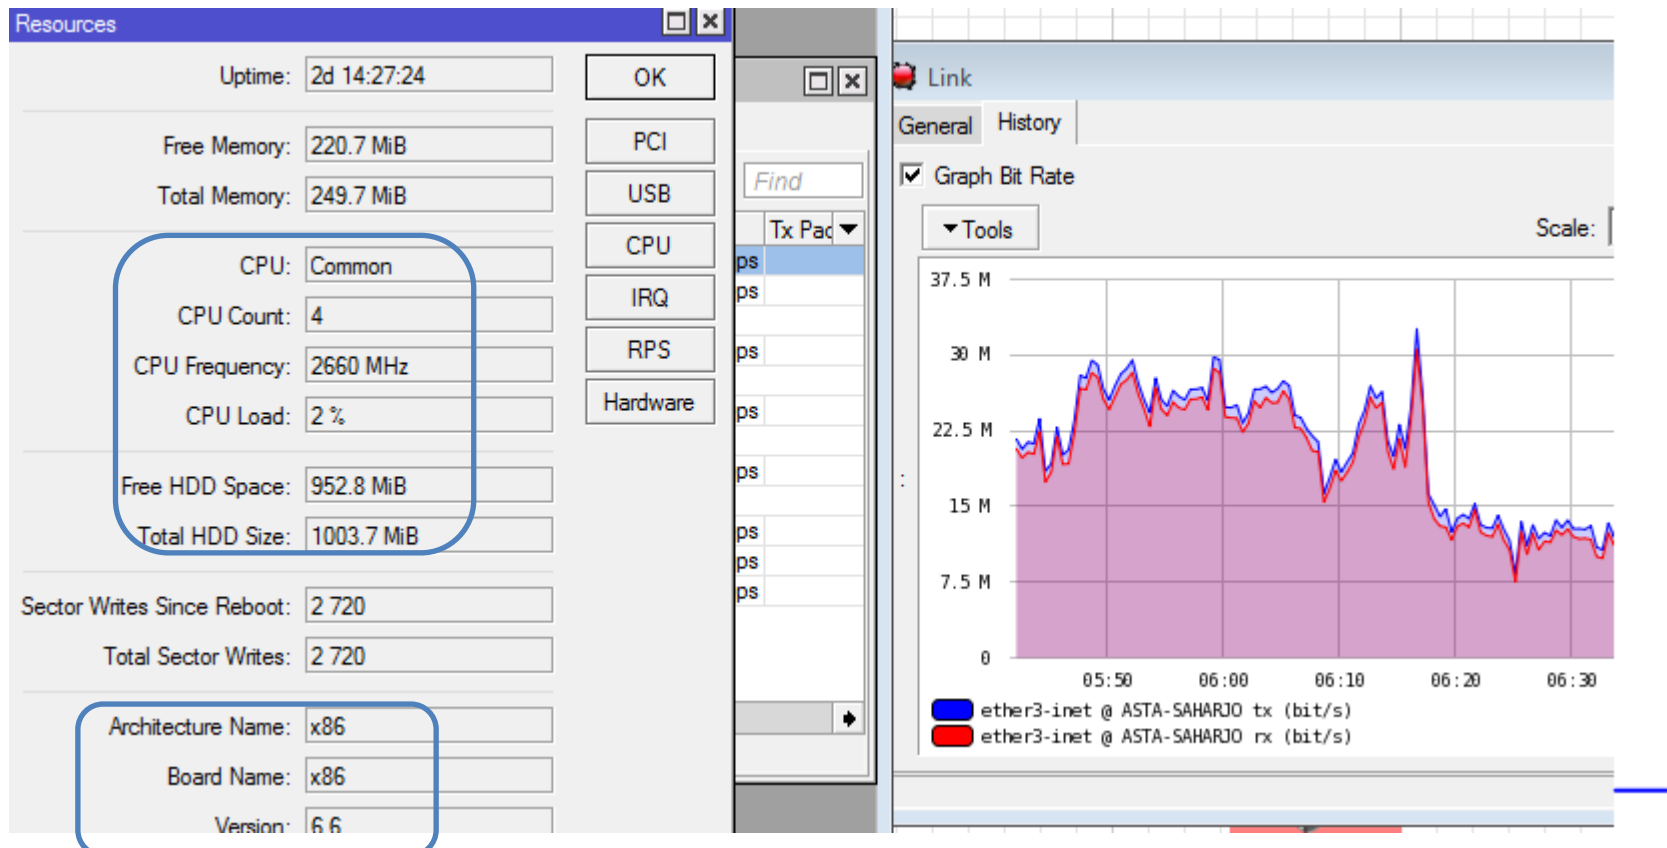 Resources
Uptime: 2d 14:27:24
OK
Free Memory: 220.7 MiB
PCI
Total Memory: 249.7 MiB
USB
CPU: Common
CPU
CPU Count: 4
IRQ
CPU Frequency: 2660 MHz
RPS
CPU Load: 2 %
Hardware
Free HDD Space: 952.8 MiB
Total HDD Size: 1003.7 MiB
Sector Writes Since Reboot: 2 720
Total Sector Writes: 2 720
Architecture Name: x86
Board Name: x86
Version: 6.6
Find
Tx Pac
ps
ps
ps
ps
ps
ps
ps
ps
Link
General History
Graph Bit Rate
Tools
Scale:
37.5 M
30 M
22.5 M
15 M
7.5 M
0
05:50 06:00 06:10 06:20 06:30
ether3-inet @ ASTA-SAHARJO tx (bit/s)
ether3-inet @ ASTA-SAHARJO rx (bit/s)